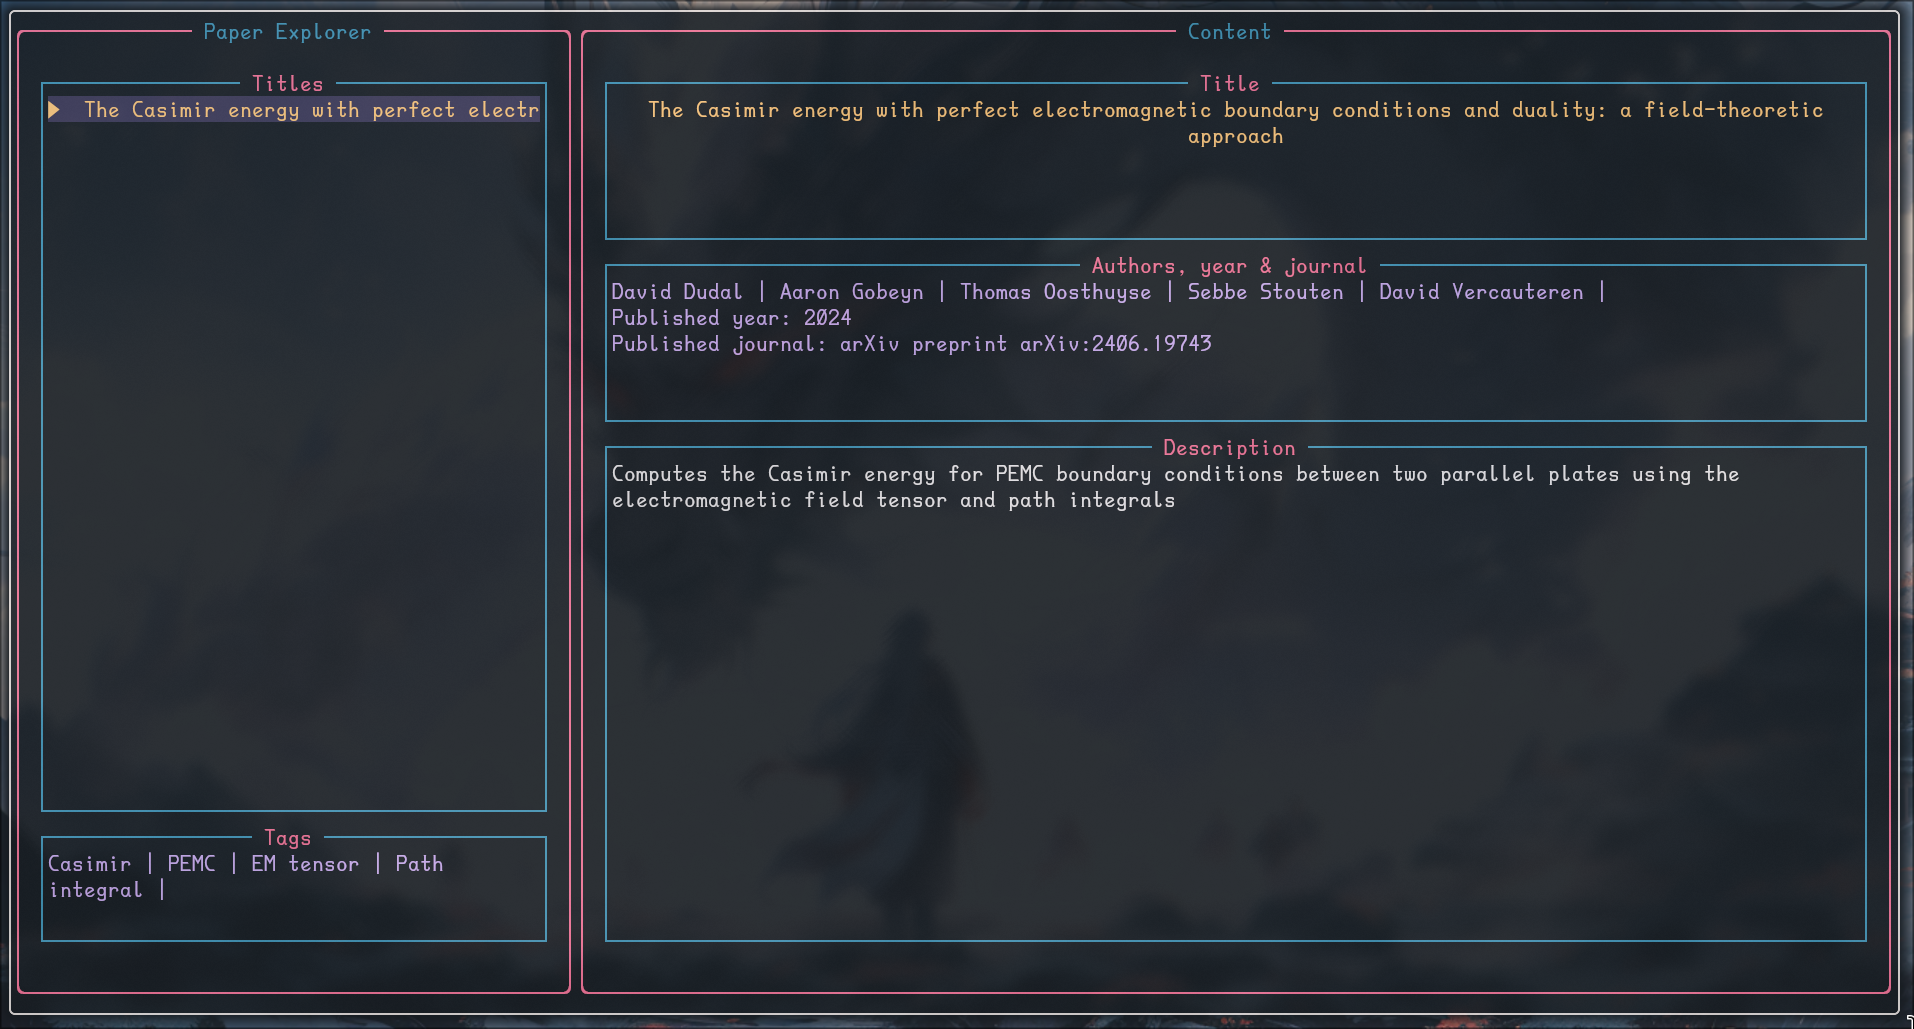 Paper Explorer
Titles
The Casimir energy with perfect electr
Tags
Casimir | PEMC | EM tensor | Path
integral |
Content
Title
The Casimir energy with perfect electromagnetic boundary conditions and duality: a field-theoretic
approach
Authors, year & journal
David Dudal | Aaron Gobeyn | Thomas Oosthuyse | Sebbe Stouten | David Vercauteren |
Published year: 2024
Published journal: arXiv preprint arXiv:2406.19743
Description
Computes the Casimir energy for PEMC boundary conditions between two parallel plates using the
electromagnetic field tensor and path integrals